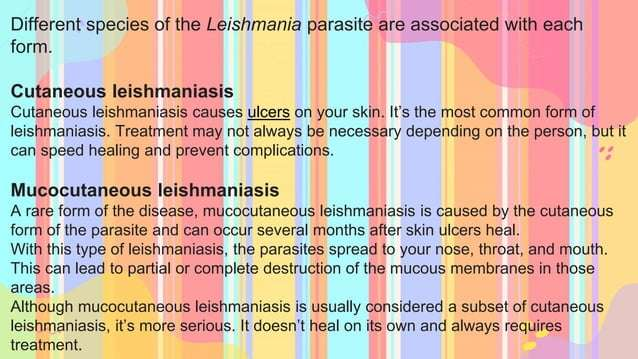 Different species of the Leishmania parasite are associated with each
form.
Cutaneous leishmaniasis
Cutaneous leishmaniasis causes ulcers on your skin. It’s the most common form of
leishmaniasis. Treatment may not always be necessary depending on the person, but it
can speed healing and prevent complications.
Mucocutaneous leishmaniasis
A rare form of the disease, mucocutaneous leishmaniasis is caused by the cutaneous
form of the parasite and can occur several months after skin ulcers heal.
With this type of leishmaniasis, the parasites spread to your nose, throat, and mouth.
This can lead to partial or complete destruction of the mucous membranes in those
areas.
Although mucocutaneous leishmaniasis is usually considered a subset of cutaneous
leishmaniasis, it’s more serious. It doesn’t heal on its own and always requires
treatment.